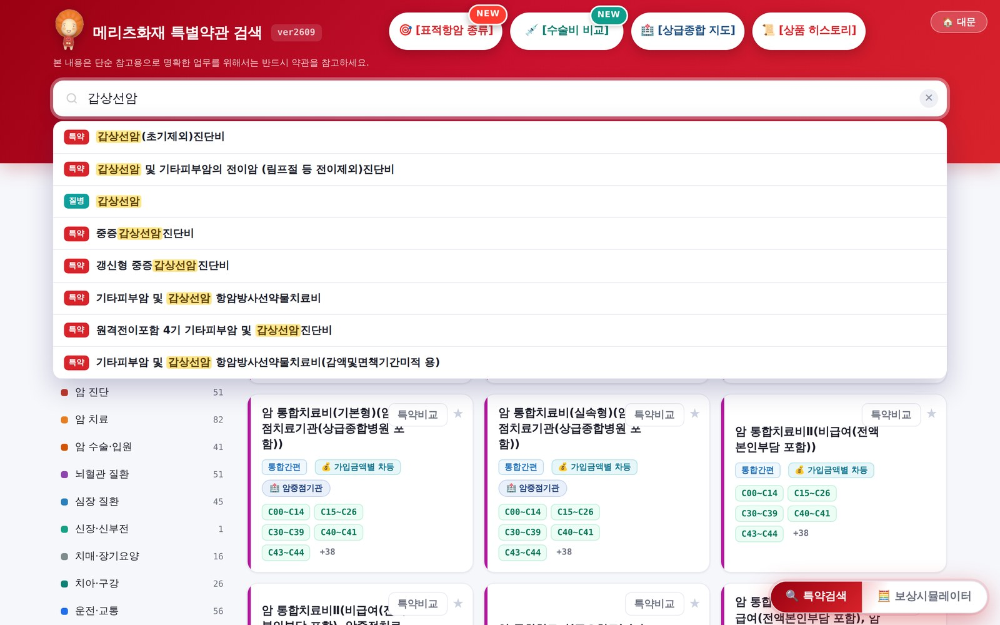 메리츠화재 특별약관 검색 ver2609
NEW
🎯 [표적항암 종류]
NEW
💉 [수술비 비교]
🏥 [상급종합 지도]
📜 [상품 히스토리]
🏠 대문
본 내용은 단순 참고용으로 명확한 업무를 위해서는 반드시 약관을 참고하세요.
갑상선암
특약 갑상선암(초기제외)진단비
특약 갑상선암 및 기타피부암의 전이암 (림프절 등 전이제외)진단비
질병 갑상선암
특약 중증갑상선암진단비
특약 갱신형 중증갑상선암진단비
특약 기타피부암 및 갑상선암 항암방사선약물치료비
특약 원격전이포함 4기 기타피부암 및 갑상선암진단비
특약 기타피부암 및 갑상선암 항암방사선약물치료비(감액및면책기간미적 용)
암 진단 51
암 치료 82
암 수술·입원 41
뇌혈관 질환 51
심장 질환 45
신장·신부전 1
치매·장기요양 16
치아·구강 26
운전·교통 56
암 통합치료비(기본형)(암
점치료기관(상급종합병원 포
함))
특약비교
통합간편 💰 가입금액별 차등
🏥 암중점기관
C00~C14 C15~C26
C30~C39 C40~C41
C43~C44 +38
암 통합치료비(실속형)(암
점치료기관(상급종합병원 포
함))
특약비교
통합간편 💰 가입금액별 차등
🏥 암중점기관
C00~C14 C15~C26
C30~C39 C40~C41
C43~C44 +38
특약비교
암 통합치료비Ⅱ(비급여(전액
본인부담 포함))
통합간편 💰 가입금액별 차등
C00~C14 C15~C26
C30~C39 C40~C41
C43~C44 +38
특약비교
암 통합치료비Ⅱ(비급여(전
특약비교
암 통합
급여(전액본인부담 포함), 암
🔍 특약검색
🧮 보상시뮬레이터